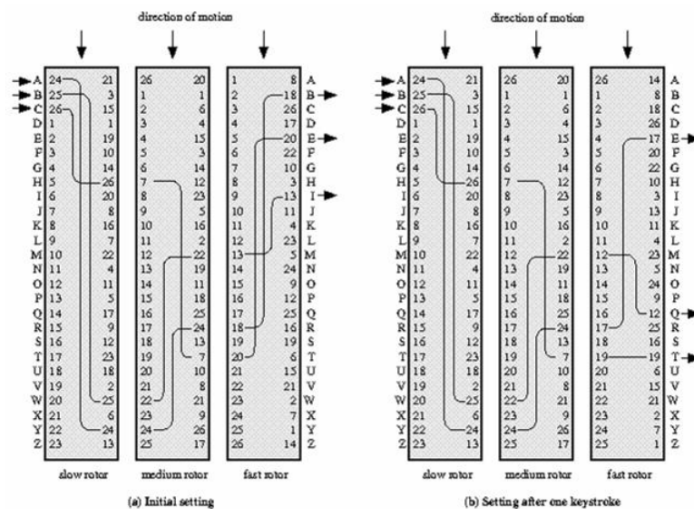 direction of motion direction of motion
A 24 21 26 20 1 8 A A 24 21 26 20 26 14 A
B 25 3 1 1 2 18 B B 25 3 1 1 1 8 B
C 26 15 2 6 3 26 C C 26 15 2 6 2 18 C
D 1 1 3 4 4 17 D D 1 1 3 4 3 26 D
E 2 19 4 15 5 20 E E 2 19 4 15 4 17 E
F 3 10 5 3 6 22 F F 3 10 5 3 5 20 F
G 4 14 6 14 7 10 G G 4 14 6 14 6 22 G
H 5 26 7 12 8 3 H H 5 26 7 12 7 10 H
I 6 20 8 23 9 13 I I 6 20 8 23 8 3 I
J 7 8 9 5 10 11 J J 7 8 9 5 9 13 J
K 8 16 10 16 11 4 K K 8 16 10 16 10 11 K
L 9 7 11 2 12 23 L L 9 7 11 2 11 4 L
M 10 22 12 22 13 5 M M 10 22 12 22 12 23 M
N 11 4 13 19 14 24 N N 11 4 13 19 13 5 N
O 12 11 14 11 15 9 O O 12 11 14 11 14 24 O
P 13 5 15 18 16 12 P P 13 5 15 18 15 9 P
Q 14 17 16 25 17 25 Q Q 14 17 16 25 16 12 Q
R 15 9 17 24 18 16 R R 15 9 17 24 17 25 R
S 16 12 18 13 19 19 S S 16 12 18 13 18 16 S
T 17 23 19 7 20 6 T T 17 23 19 7 19 19 T
U 18 18 20 10 21 15 U U 18 18 20 10 20 6 U
V 19 2 21 8 22 21 V V 19 2 21 8 21 15 V
W 20 25 22 21 23 2 W W 20 25 22 21 22 21 W
X 21 6 23 9 24 7 X X 21 6 23 9 23 2 X
Y 22 24 24 26 25 1 Y Y 22 24 24 26 24 7 Y
Z 23 13 25 17 26 14 Z Z 23 13 25 17 25 1 Z
slow rotor medium rotor fast rotor slow rotor medium rotor fast rotor
(a) Initial setting (b) Setting after one keystroke